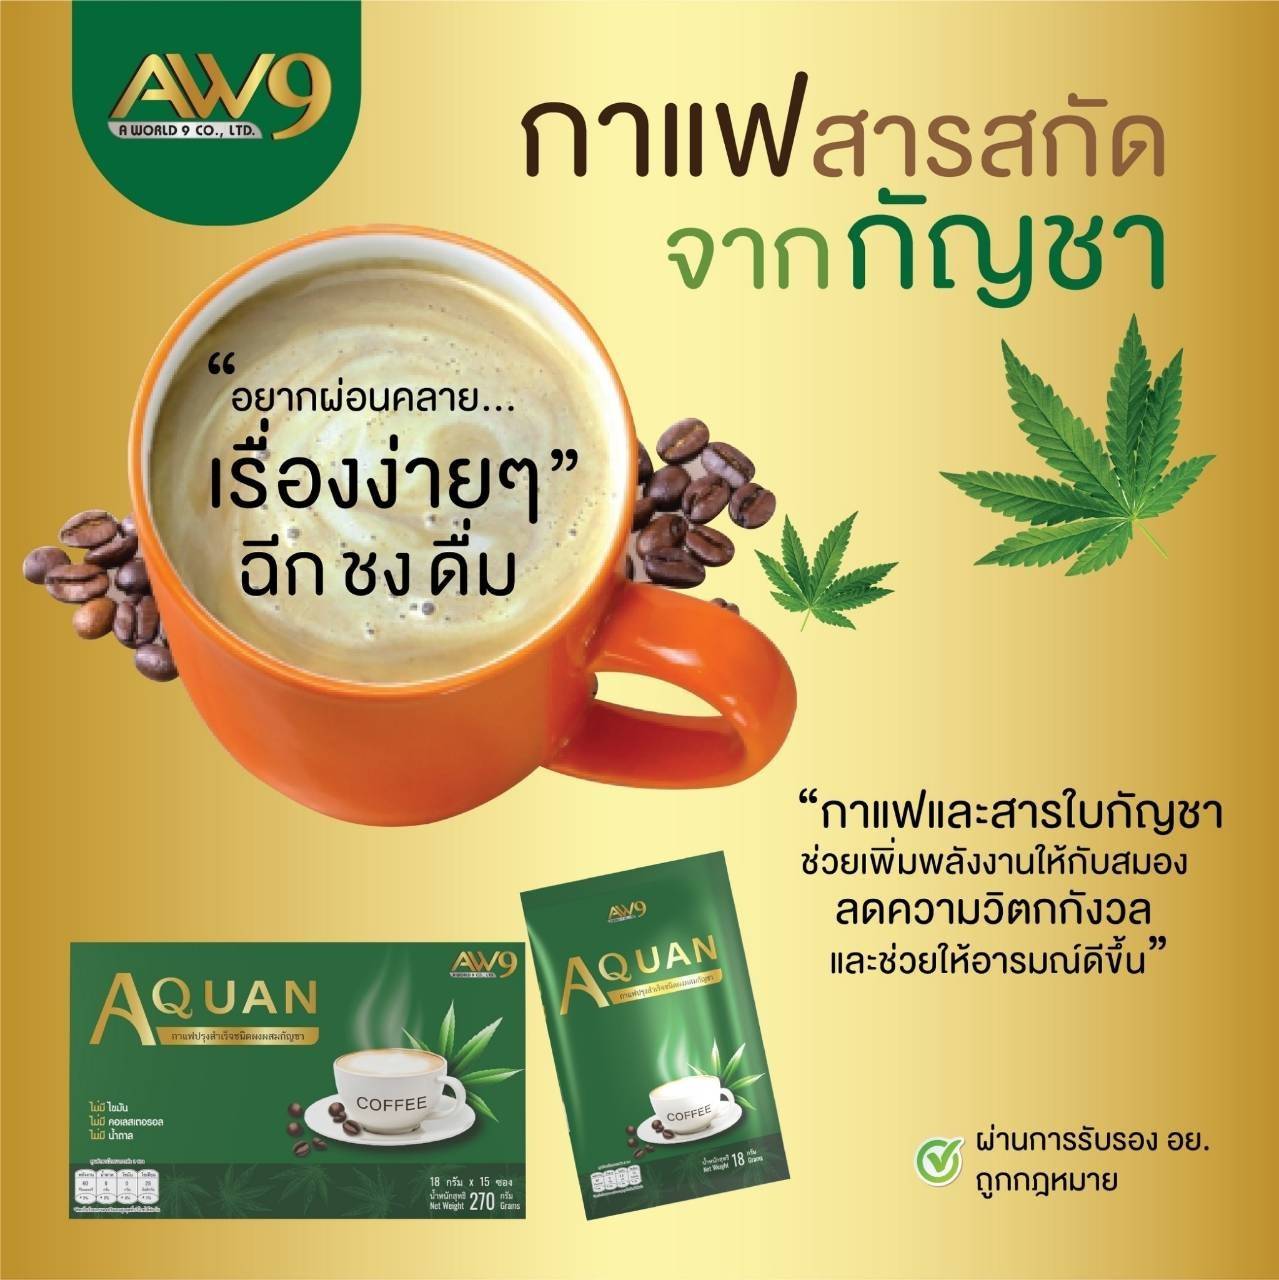 AW9
A WORLD 9 CO., LTD.
กาแฟสารสกัด
จากกัญชา
“อยากผ่อนคลาย...
เรื่องง่ายๆ”
ฉีก ชง ดื่ม
“กาแฟและสารใบกัญชา
ช่วยเพิ่มพลังงานให้กับสมอง
ลดความวิตกกังวล
และช่วยให้อารมณ์ดีขึ้น”
AW9
A WORLD 9 CO., LTD.
AQUAN
กาแฟปรุงสำเร็จชนิดผงผสมกัญชา
ไม่มี ไขมัน
ไม่มี คอเลสเตอรอล
ไม่มี น้ำตาล
COFFEE
18 กรัม x 15 ซอง
น้ำหนักสุทธิ 270 กรัม
Net Weight Grams
AW9
AQUAN
กาแฟปรุงสำเร็จชนิดผงผสมกัญชา
COFFEE
น้ำหนักสุทธิ 18 กรัม
Net Weight Grams
ผ่านการรับรอง อย.
ถูกกฎหมาย